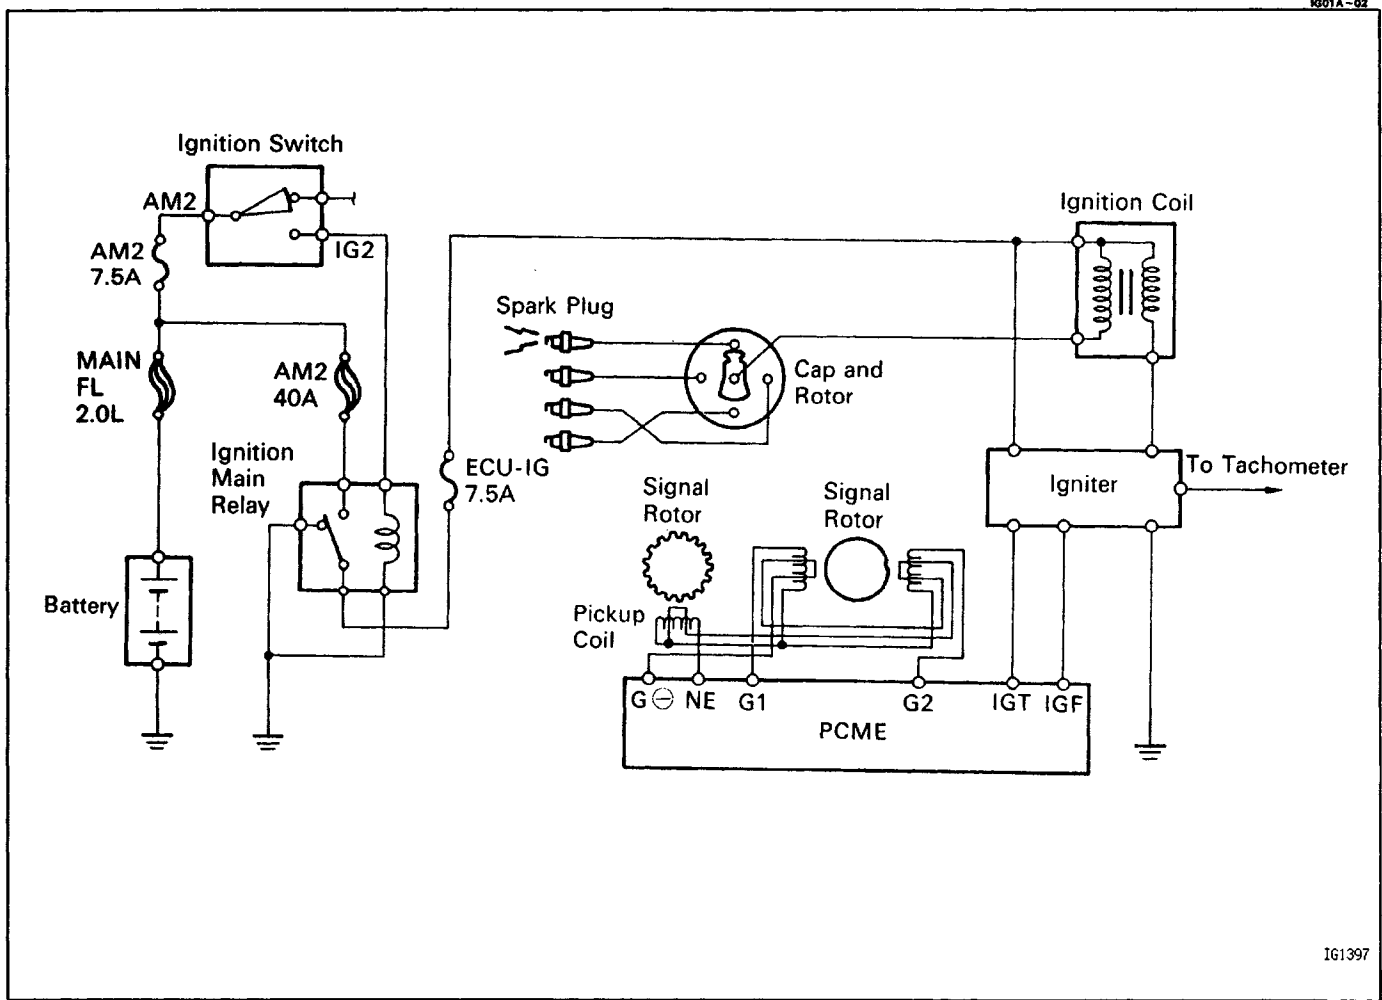 IG01A-02
Ignition Switch
AM2
IG2
AM2
7.5A
MAIN
FL
2.0L
AM2
40A
Ignition
Main
Relay
ECU-IG
7.5A
Battery
Spark Plug
Cap and
Rotor
Ignition Coil
Igniter
To Tachometer
Signal
Rotor
Signal
Rotor
Pickup
Coil
G ⊖ NE G1 G2 IGT IGF
PCME
IG1397